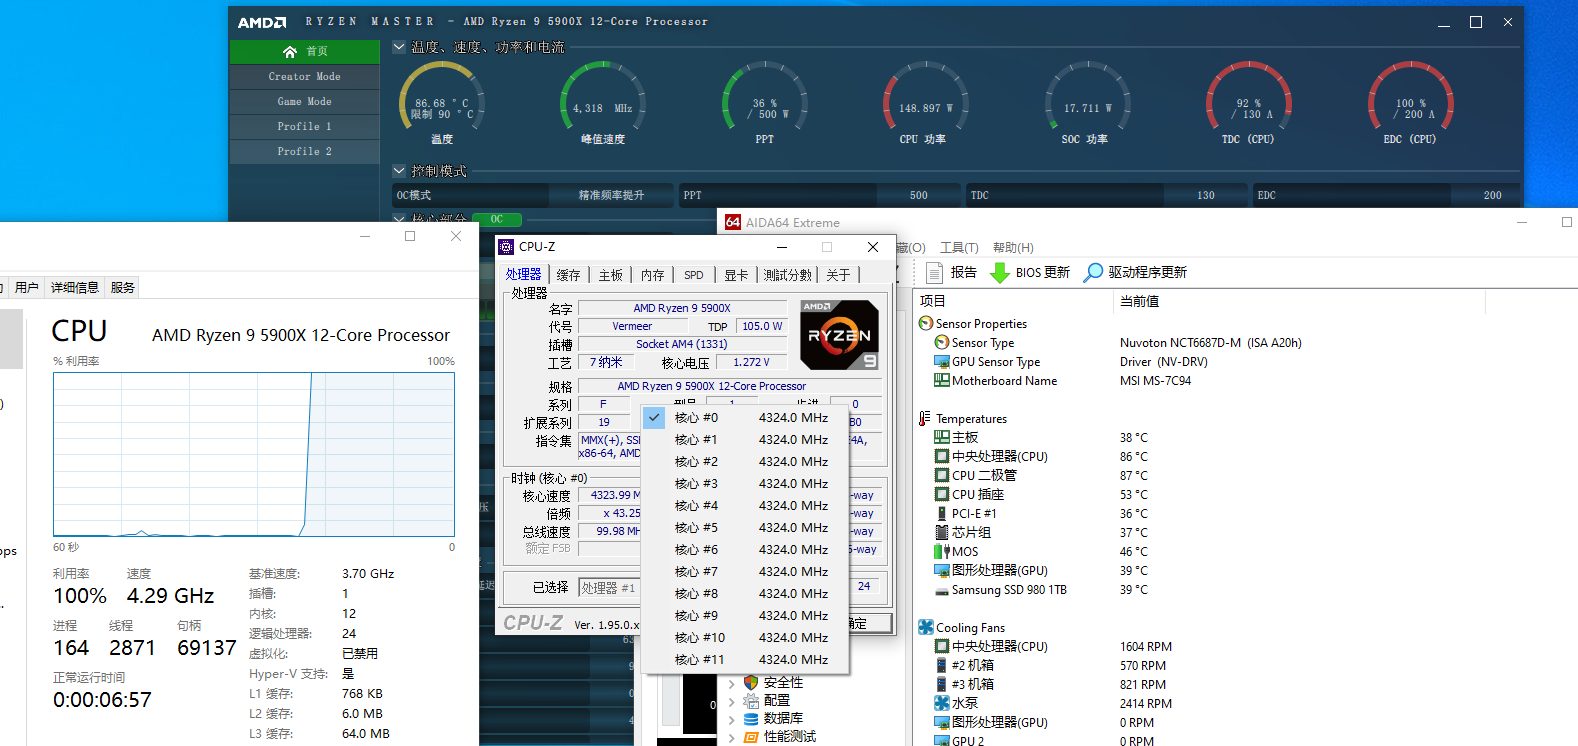 AMD RYZEN MASTER - AMD Ryzen 9 5900X 12-Core Processor
首页
Creator Mode
Game Mode
Profile 1
Profile 2
温度、速度、功率和电流
86.68 °C
限制 90 °C
温度
4,318 MHz
峰值速度
36 %
/ 500 W
PPT
148.897 W
CPU 功率
17.711 W
SOC 功率
92 %
/ 130 A
TDC (CPU)
100 %
/ 200 A
EDC (CPU)
控制模式
OC模式 精准频率提升 PPT 500 TDC 130 EDC 200
核心部分 OC
用户 详细信息 服务
CPU AMD Ryzen 9 5900X 12-Core Processor
% 利用率 100%
60 秒 0
利用率 速度
100% 4.29 GHz
进程 线程 句柄
164 2871 69137
正常运行时间
0:00:06:57
基准速度: 3.70 GHz
插槽: 1
内核: 12
逻辑处理器: 24
虚拟化: 已禁用
Hyper-V 支持: 是
L1 缓存: 768 KB
L2 缓存: 6.0 MB
L3 缓存: 64.0 MB
CPU-Z
处理器 缓存 主板 内存 SPD 显卡 测试分数 关于
处理器
名字 AMD Ryzen 9 5900X
代号 Vermeer TDP 105.0 W
插槽 Socket AM4 (1331)
工艺 7 纳米 核心电压 1.272 V
AMD
RYZEN
9
规格 AMD Ryzen 9 5900X 12-Core Processor
系列 F 型号 1 步进 0
扩展系列 19 B0
指令集 MMX(+), SS E4A,
x86-64, AMD
时钟 (核心 #0)
核心速度 4323.99 M -way
倍频 x 43.25 -way
总线速度 99.98 MH -way
额定 FSB -way
已选择 处理器 #1 24
CPU-Z Ver. 1.95.0.x 确定
核心 #0 4324.0 MHz
核心 #1 4324.0 MHz
核心 #2 4324.0 MHz
核心 #3 4324.0 MHz
核心 #4 4324.0 MHz
核心 #5 4324.0 MHz
核心 #6 4324.0 MHz
核心 #7 4324.0 MHz
核心 #8 4324.0 MHz
核心 #9 4324.0 MHz
核心 #10 4324.0 MHz
核心 #11 4324.0 MHz
64 AIDA64 Extreme
藏(O) 工具(T) 帮助(H)
报告 BIOS 更新 驱动程序更新
项目 当前值
Sensor Properties
Sensor Type Nuvoton NCT6687D-M (ISA A20h)
GPU Sensor Type Driver (NV-DRV)
Motherboard Name MSI MS-7C94
Temperatures
主板 38 °C
中央处理器(CPU) 86 °C
CPU 二极管 87 °C
CPU 插座 53 °C
PCI-E #1 36 °C
芯片组 37 °C
MOS 46 °C
图形处理器(GPU) 39 °C
Samsung SSD 980 1TB 39 °C
Cooling Fans
中央处理器(CPU) 1604 RPM
#2 机箱 570 RPM
#3 机箱 821 RPM
水泵 2414 RPM
图形处理器(GPU) 0 RPM
GPU 2 0 RPM
安全性
配置
数据库
性能测试